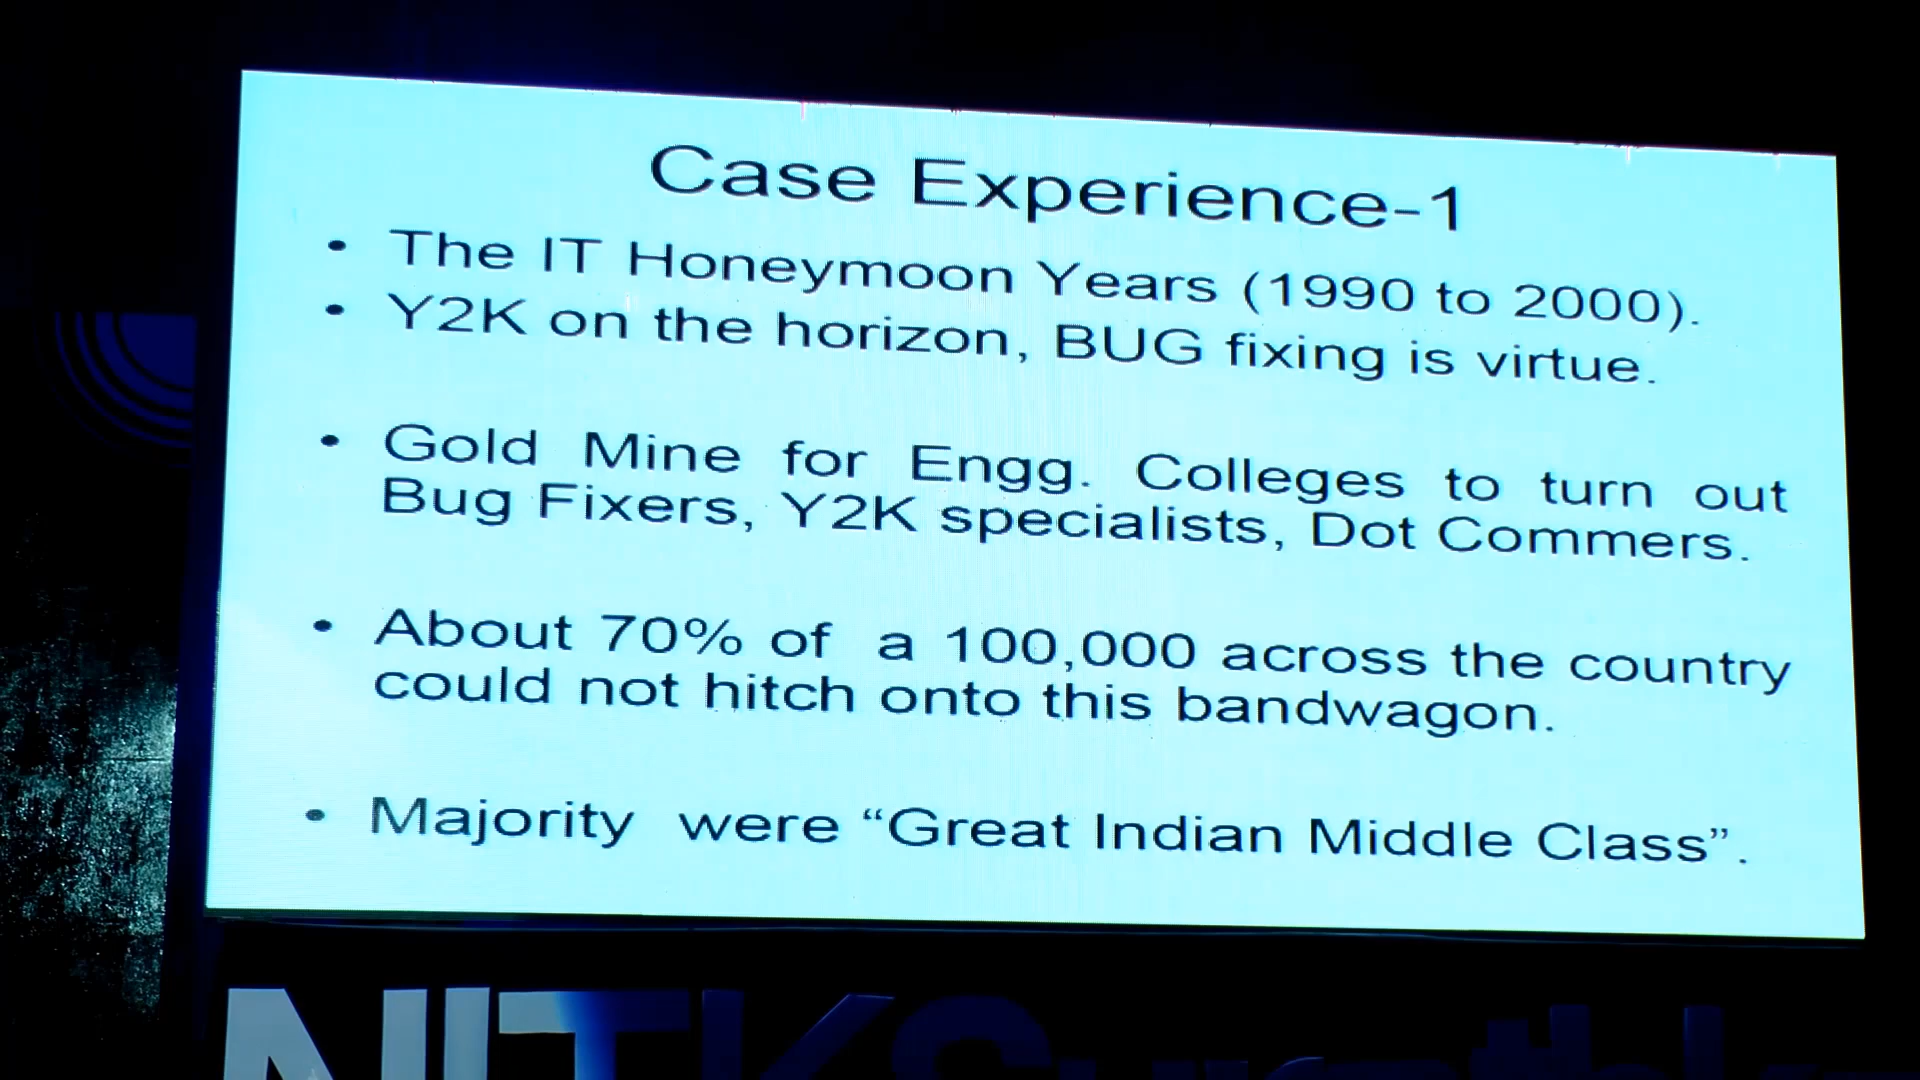 Case Experience-1
• The IT Honeymoon Years (1990 to 2000).
• Y2K on the horizon, BUG fixing is virtue.
• Gold Mine for Engg. Colleges to turn out
Bug Fixers, Y2K specialists, Dot Commers.
• About 70% of a 100,000 across the country
could not hitch onto this bandwagon.
• Majority were “Great Indian Middle Class”.
NITK Surathkal